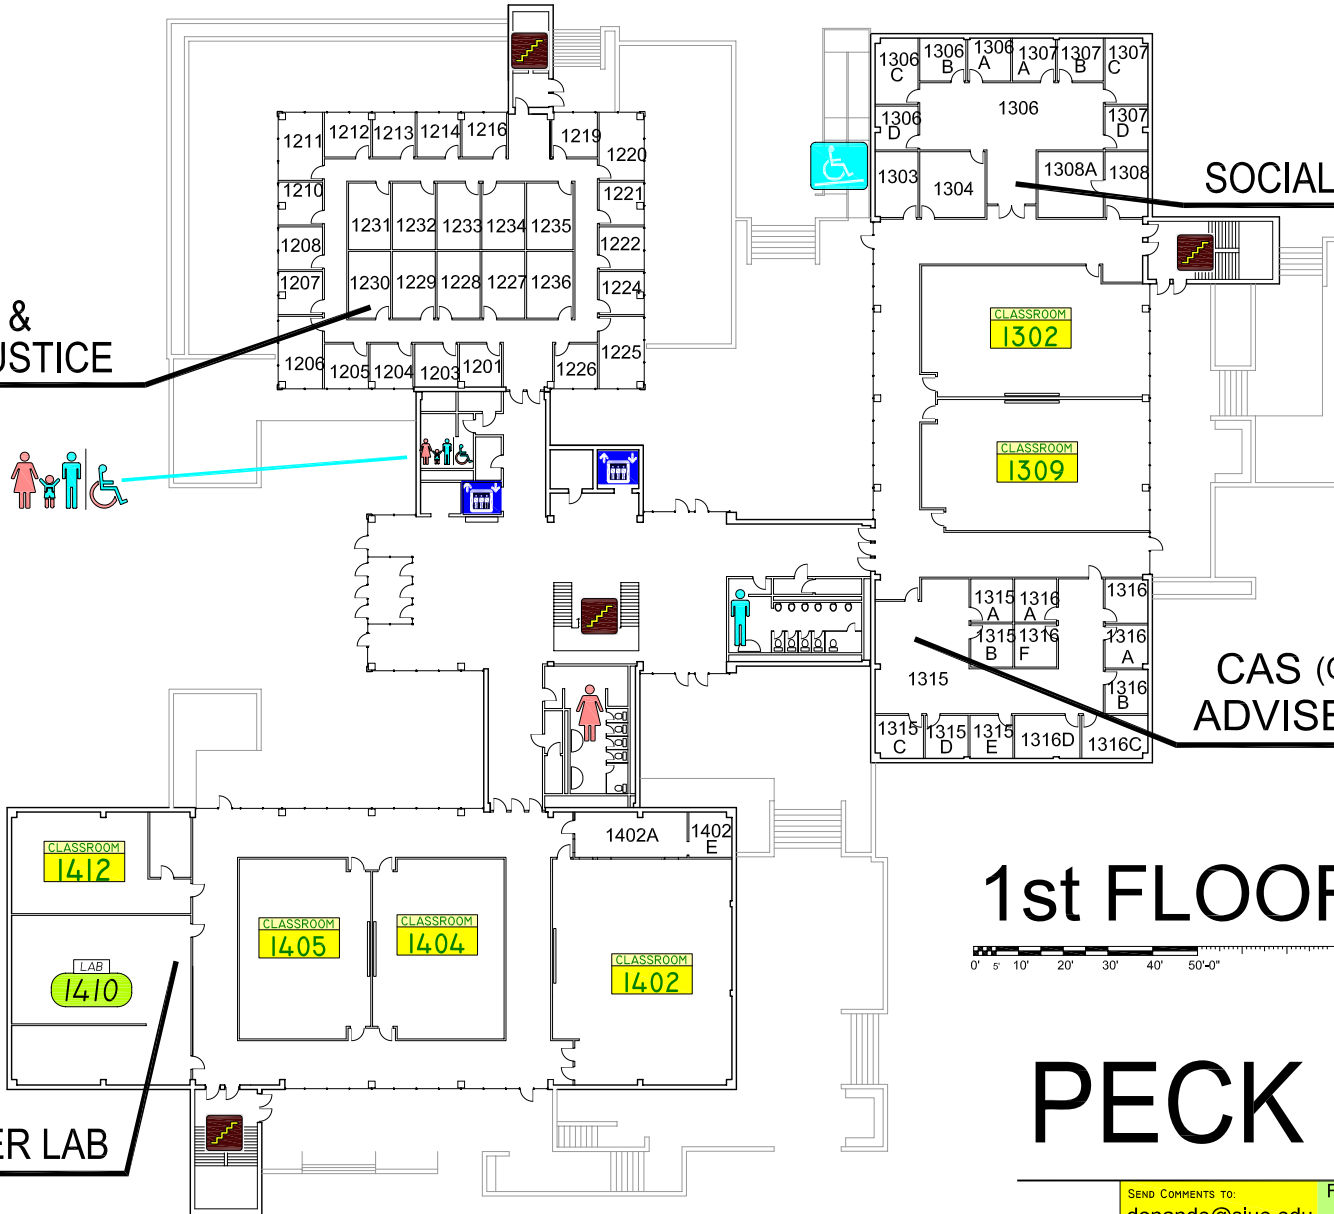 1306
C
1306
B
1306
A
1307
A
1307
B
1307
C
1306
1306
D
1307
D
1303
1304
1308A
1308
SOCIAL
1211
1212
1213
1214
1216
1219
1220
1210
1221
1231
1232
1233
1234
1235
1208
1222
1207
1230
1229
1228
1227
1236
1224
1206
1205
1204
1203
1201
1226
1225
&
USTICE
CLASSROOM
1302
CLASSROOM
1309
1315
A
1316
A
1316
1315
B
1316
F
1316
A
1315
1316
B
1315
C
1315
D
1315
E
1316D
1316C
CAS (
ADVISE
CLASSROOM
1412
LAB
1410
CLASSROOM
1405
CLASSROOM
1404
1402A
1402
E
CLASSROOM
1402
ER LAB
1st FLOOR
0' 5' 10' 20' 30' 40' 50'-0"
PECK
SEND COMMENTS TO: